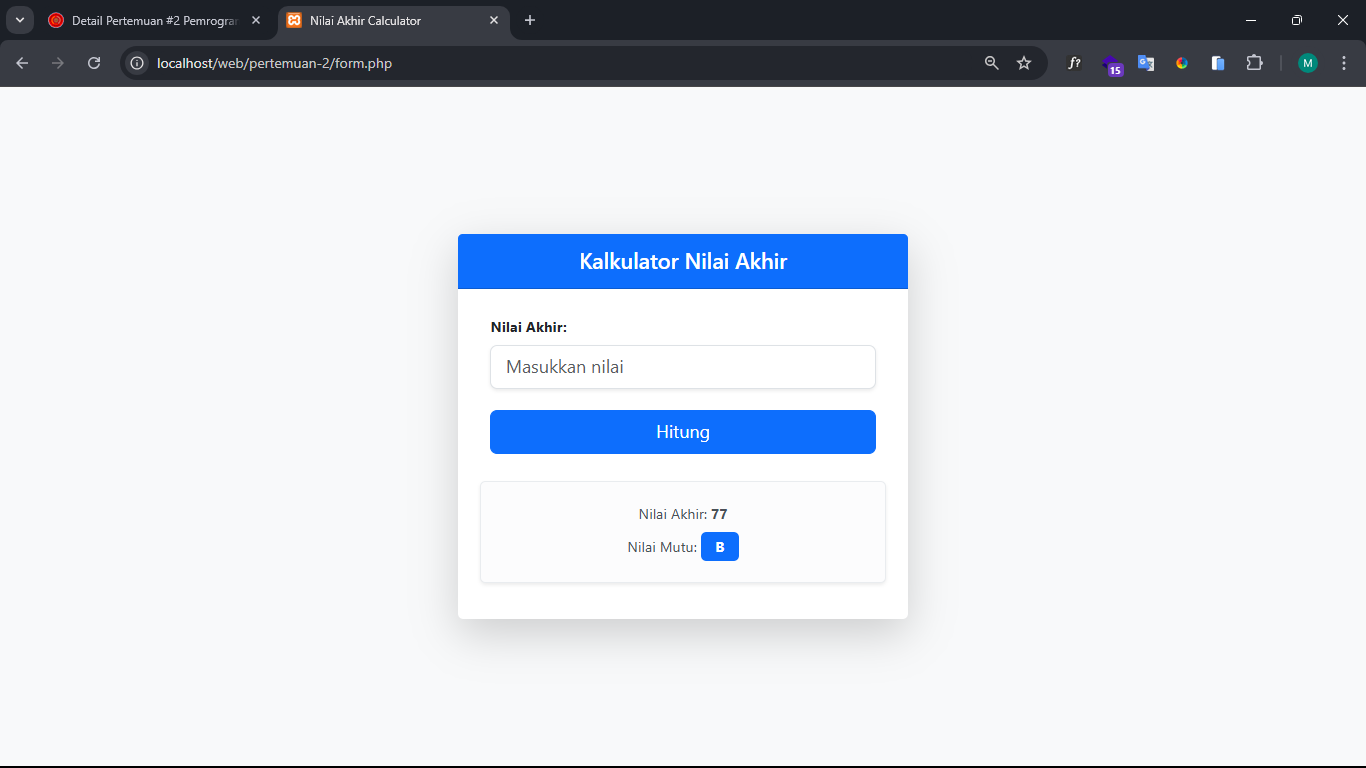 Detail Pertemuan #2 Pemrogram
Nilai Akhir Calculator
localhost/web/pertemuan-2/form.php
f?
15
G
M
Kalkulator Nilai Akhir
Nilai Akhir:
Masukkan nilai
Hitung
Nilai Akhir: 77
Nilai Mutu: B